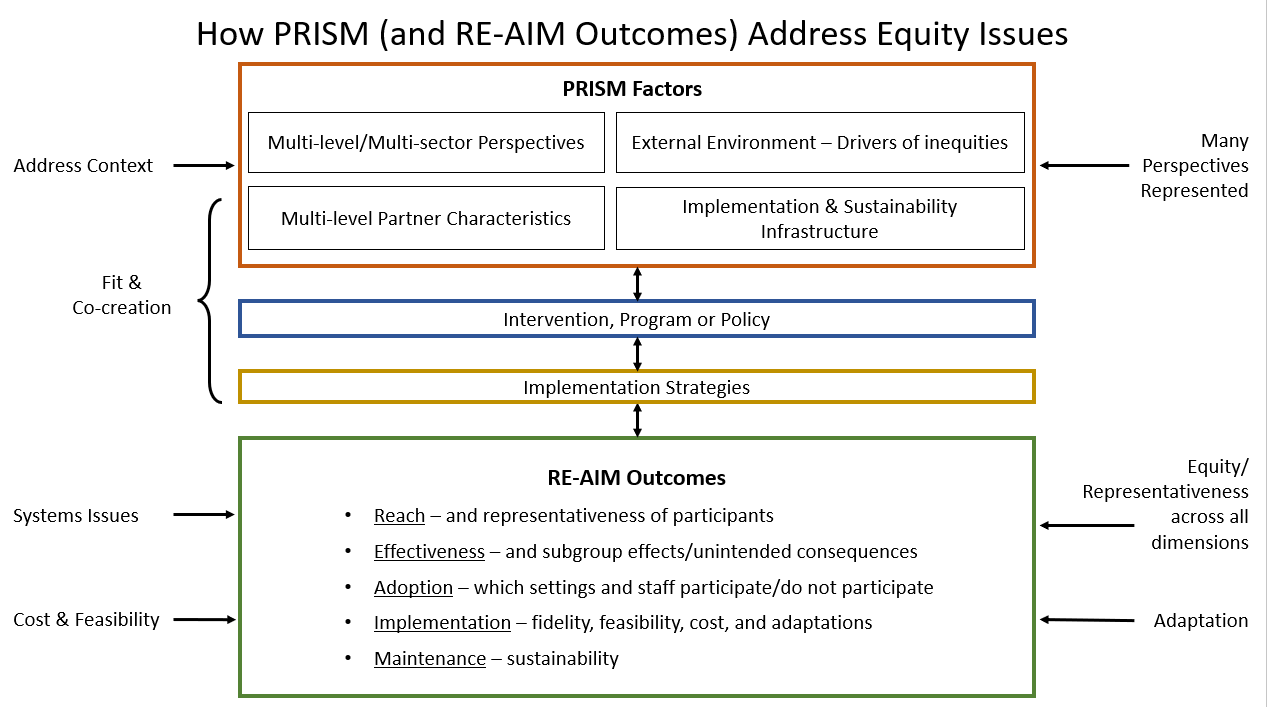 How PRISM (and RE-AIM Outcomes) Address Equity Issues
PRISM Factors
Multi-level/Multi-sector Perspectives
External Environment – Drivers of inequities
Address Context
Many
Perspectives
Represented
Multi-level Partner Characteristics
Implementation & Sustainability
Infrastructure
Fit &
Co-creation
Intervention, Program or Policy
Implementation Strategies
RE-AIM Outcomes
Systems Issues
Cost & Feasibility
• Reach – and representativeness of participants
• Effectiveness – and subgroup effects/unintended consequences
• Adoption – which settings and staff participate/do not participate
• Implementation – fidelity, feasibility, cost, and adaptations
• Maintenance – sustainability
Equity/
Representativeness
across all
dimensions
Adaptation